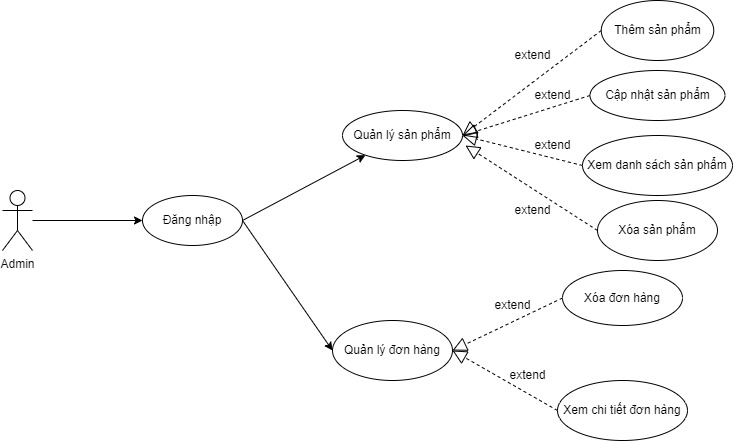 Thêm sản phẩm
extend
Cập nhật sản phẩm
extend
Quản lý sản phẩm
extend
Xem danh sách sản phẩm
extend
Xóa sản phẩm
Đăng nhập
Admin
Xóa đơn hàng
extend
Quản lý đơn hàng
extend
Xem chi tiết đơn hàng